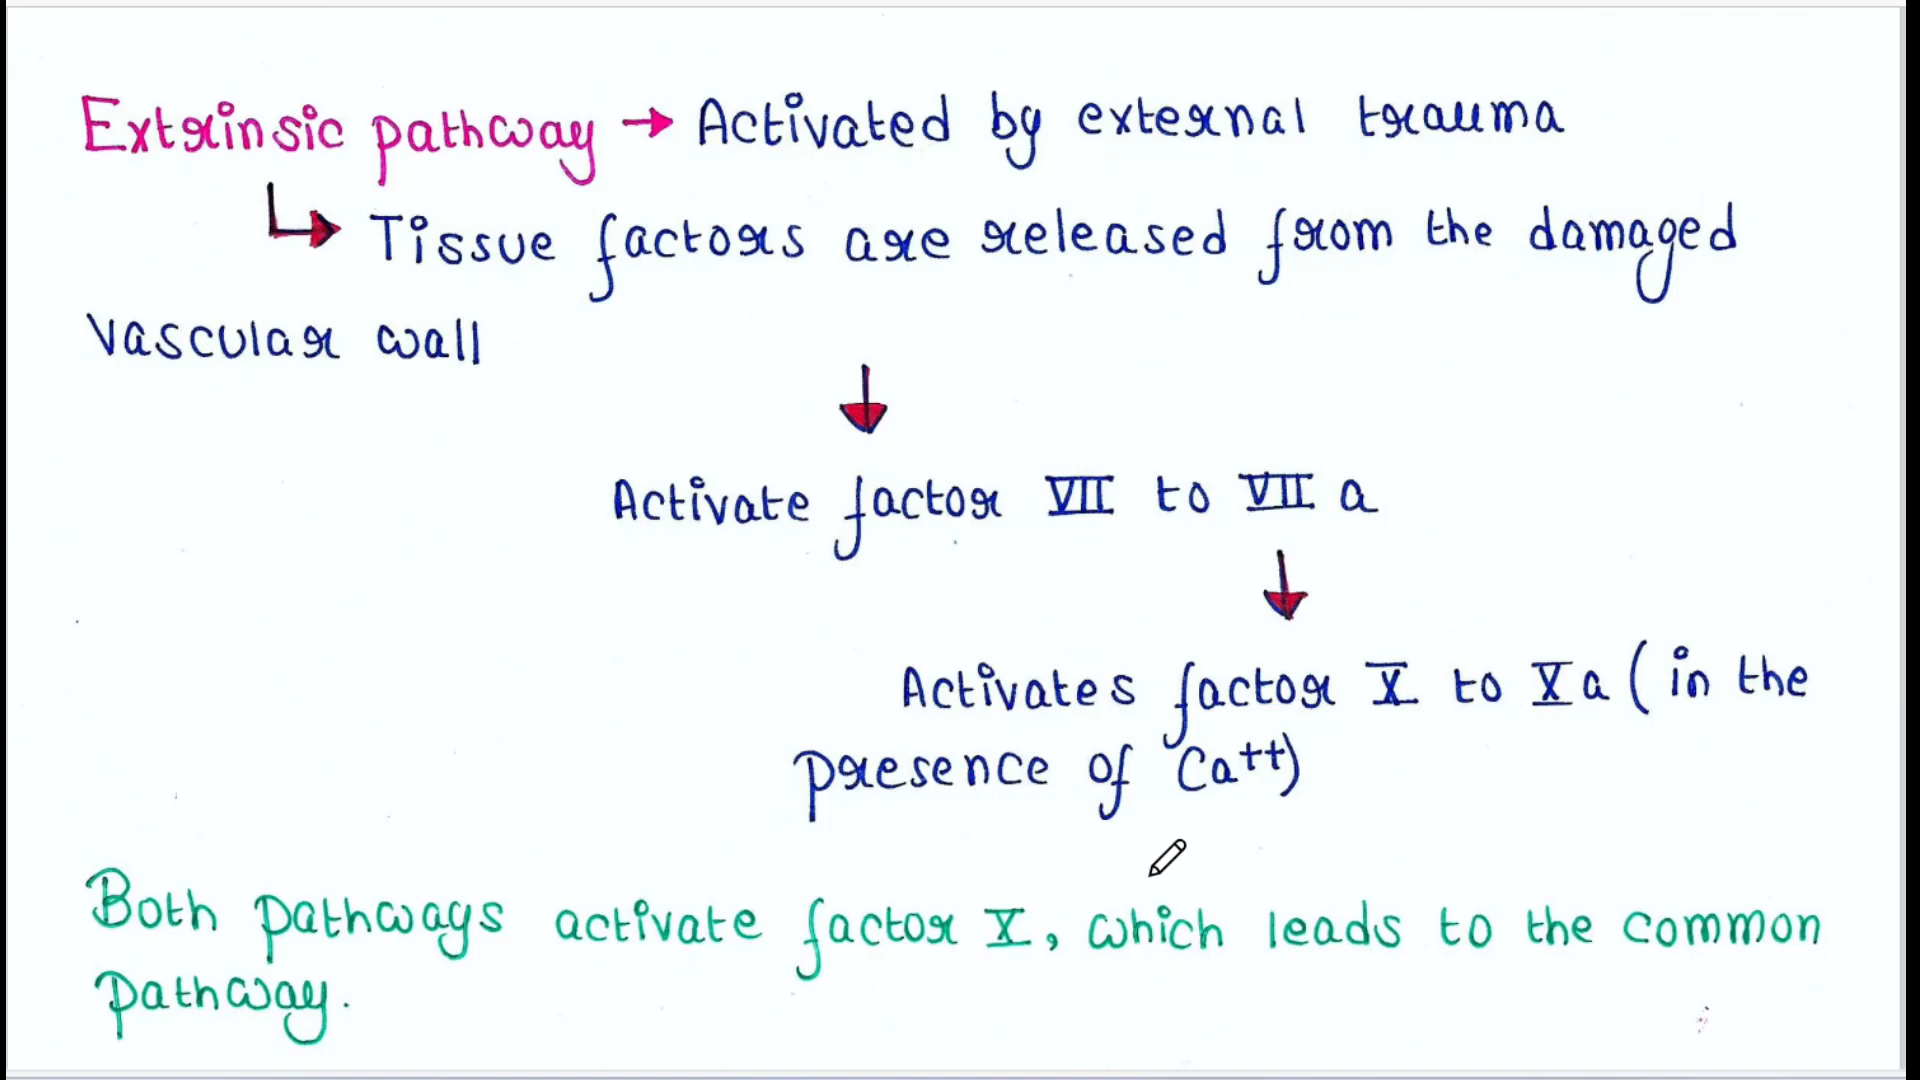 Extrinsic pathway → Activated by external trauma
Tissue factors are released from the damaged
vascular wall
Activate factor VII to VII a
Activates factor X to Xa (in the
presence of Ca++)
Both pathways activate factor X, which leads to the common
pathway.